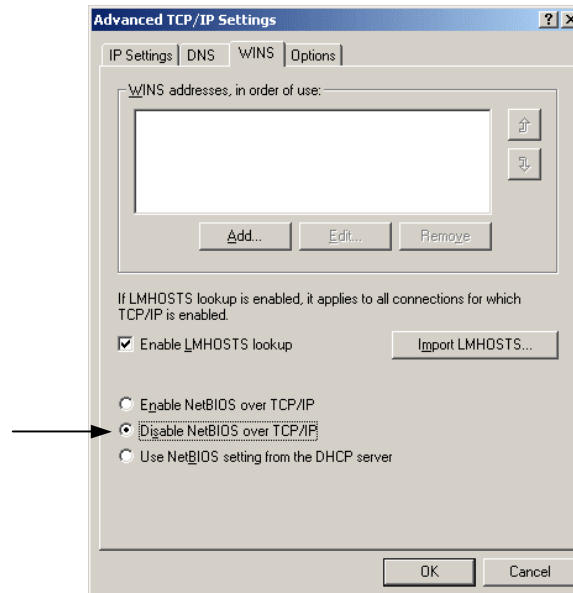 Advanced TCP/IP Settings
IP Settings DNS WINS Options
WINS addresses, in order of use:
Add... Edit... Remove
If LMHOSTS lookup is enabled, it applies to all connections for which
TCP/IP is enabled.
Enable LMHOSTS lookup Import LMHOSTS...
Enable NetBIOS over TCP/IP
Disable NetBIOS over TCP/IP
Use NetBIOS setting from the DHCP server
OK Cancel